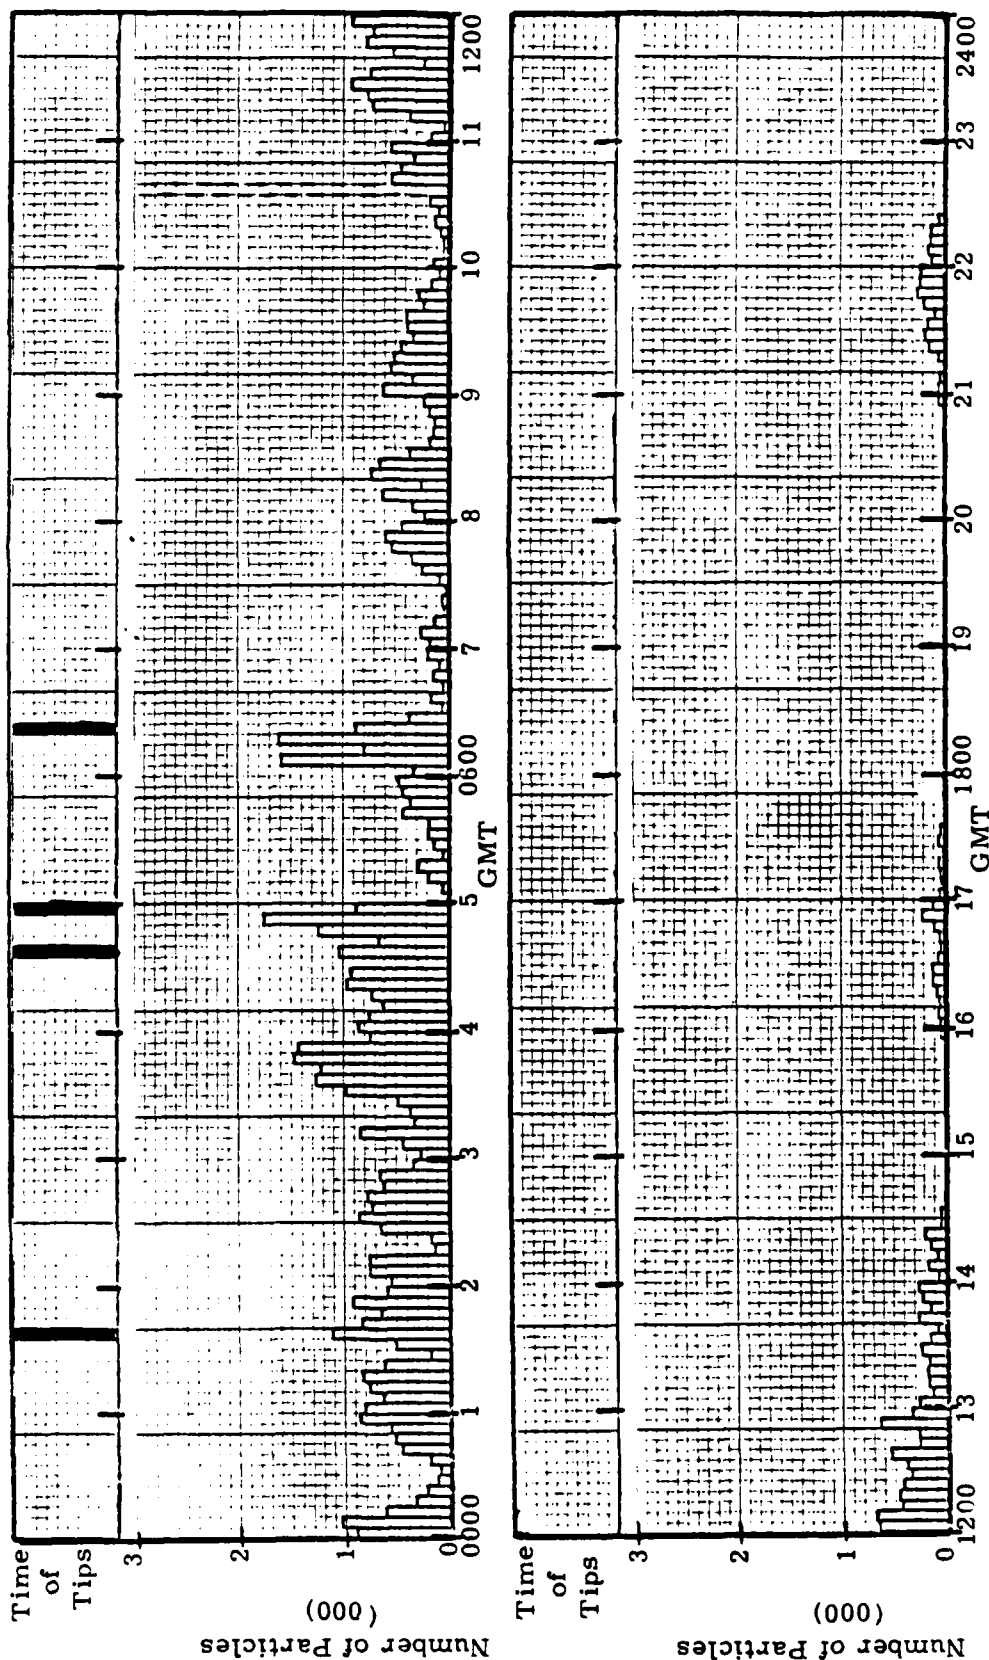 Time
of
Tips
3
2
1
0
Number of Particles
(000)
0000 1 2 3 4 5 0600 7 8 9 10 11 1200
GMT
Time
of
Tips
3
2
1
0
Number of Particles
(000)
1200 13 14 15 16 17 1800 19 20 21 22 23 2400
GMT